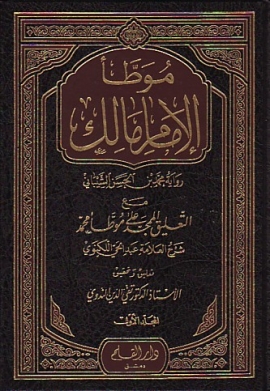 موطأ
الإمام مالك
رواية محمد بن الحسن الشيباني
مع
التعليق الممجد على موطأ محمد
شرح العلامة عبد الحي اللكنوي
تعليق وتحقيق
الأستاذ الدكتور تقي الدين الندوي
المجلد الأول
دار القلم
دمشق